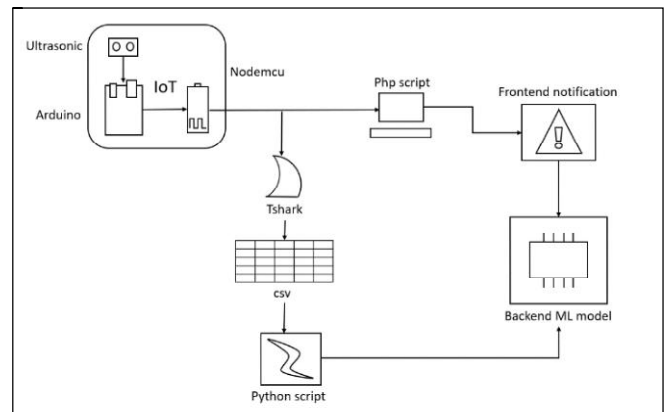 Ultrasonic
IoT
Nodemcu
Arduino
Php script
Frontend notification
Tshark
csv
Backend ML model
Python script